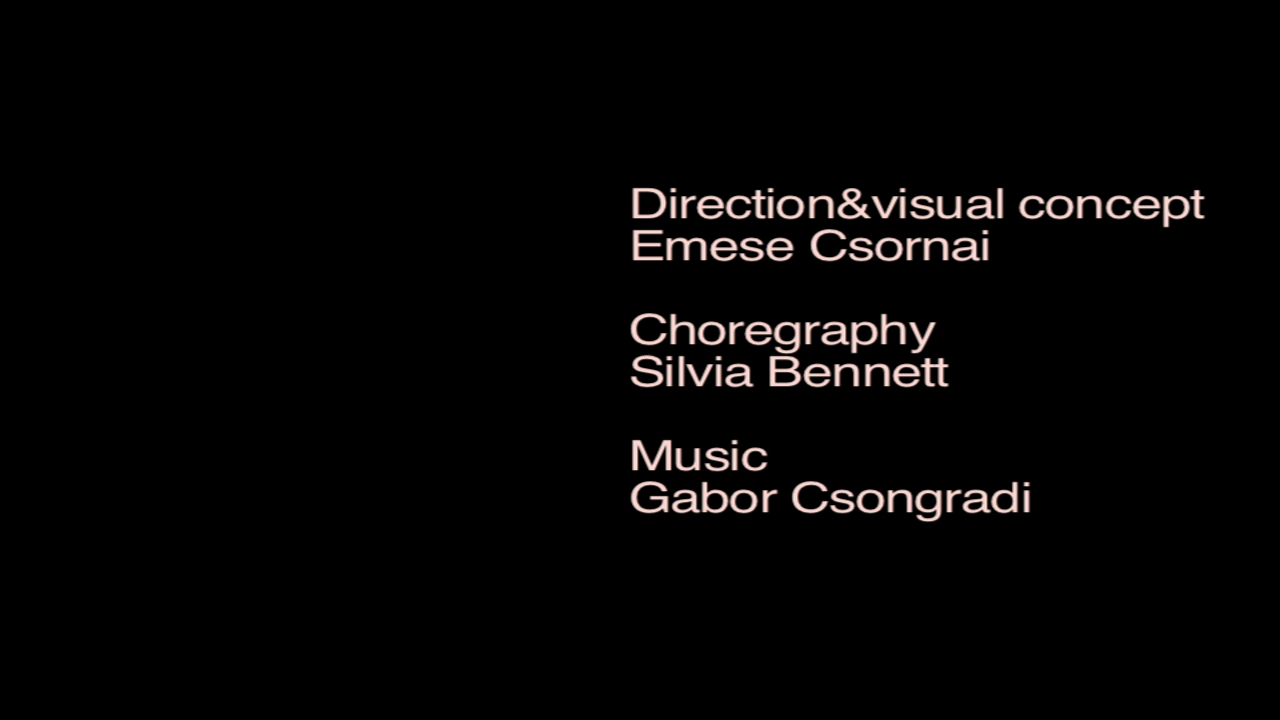 Direction&visual concept
Emese Csornai
Choregraphy
Silvia Bennett
Music
Gabor Csongradi